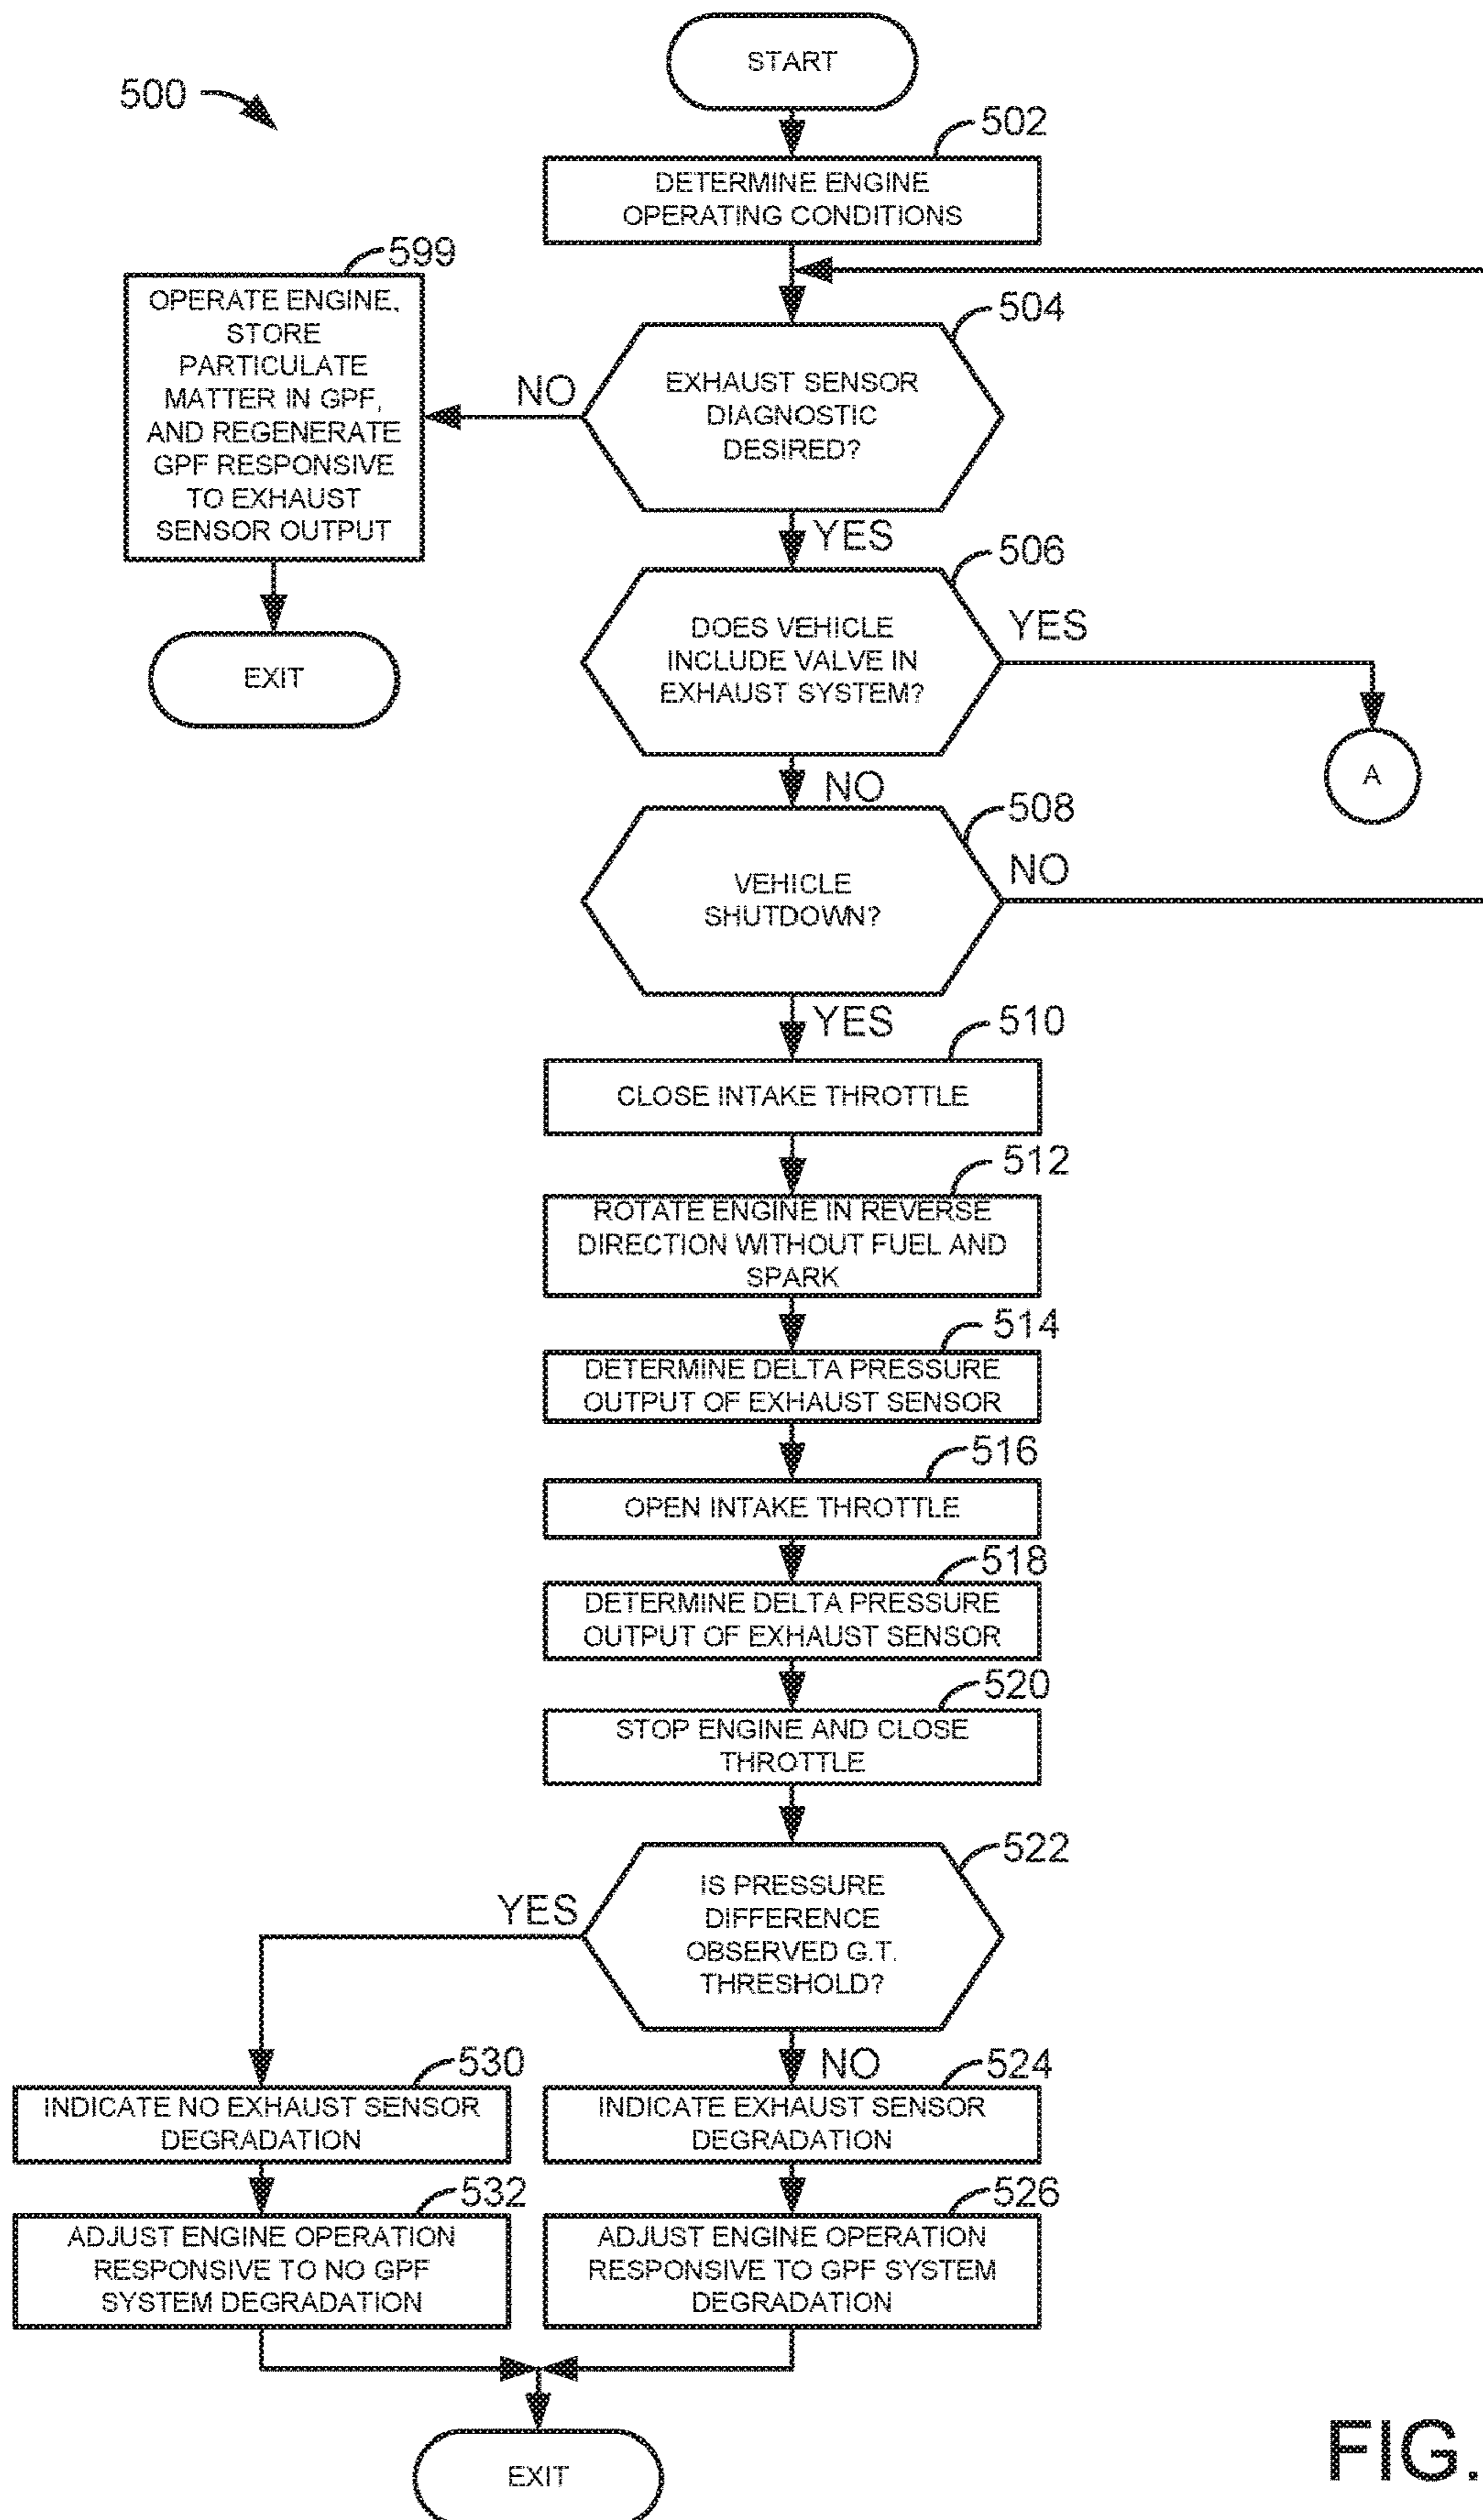 START
500
502
DETERMINE ENGINE
OPERATING CONDITIONS
599
OPERATE ENGINE,
STORE
PARTICULATE
MATTER IN GPF,
AND REGENERATE
GPF RESPONSIVE
TO EXHAUST
SENSOR OUTPUT
EXIT
504
EXHAUST SENSOR
DIAGNOSTIC
DESIRED?
NO
YES
506
DOES VEHICLE
INCLUDE VALVE IN
EXHAUST SYSTEM?
YES
A
NO
508
VEHICLE
SHUTDOWN?
NO
YES
510
CLOSE INTAKE THROTTLE
512
ROTATE ENGINE IN REVERSE
DIRECTION WITHOUT FUEL AND
SPARK
514
DETERMINE DELTA PRESSURE
OUTPUT OF EXHAUST SENSOR
516
OPEN INTAKE THROTTLE
518
DETERMINE DELTA PRESSURE
OUTPUT OF EXHAUST SENSOR
520
STOP ENGINE AND CLOSE
THROTTLE
522
IS PRESSURE
DIFFERENCE
OBSERVED G.T.
THRESHOLD?
YES
NO
530
INDICATE NO EXHAUST SENSOR
DEGRADATION
524
INDICATE EXHAUST SENSOR
DEGRADATION
532
ADJUST ENGINE OPERATION
RESPONSIVE TO NO GPF
SYSTEM DEGRADATION
526
ADJUST ENGINE OPERATION
RESPONSIVE TO GPF SYSTEM
DEGRADATION
EXIT
FIG.